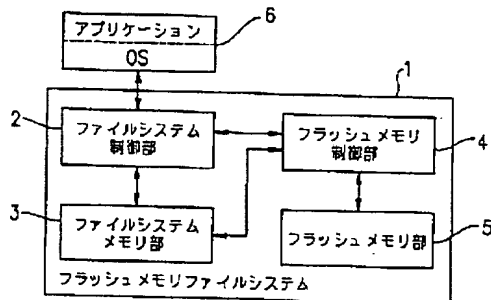 アプリケーション
OS
6
1
2
ファイルシステム
制御部
フラッシュメモリ
制御部
4
3
ファイルシステム
メモリ部
フラッシュメモリ部
5
フラッシュメモリファイルシステム